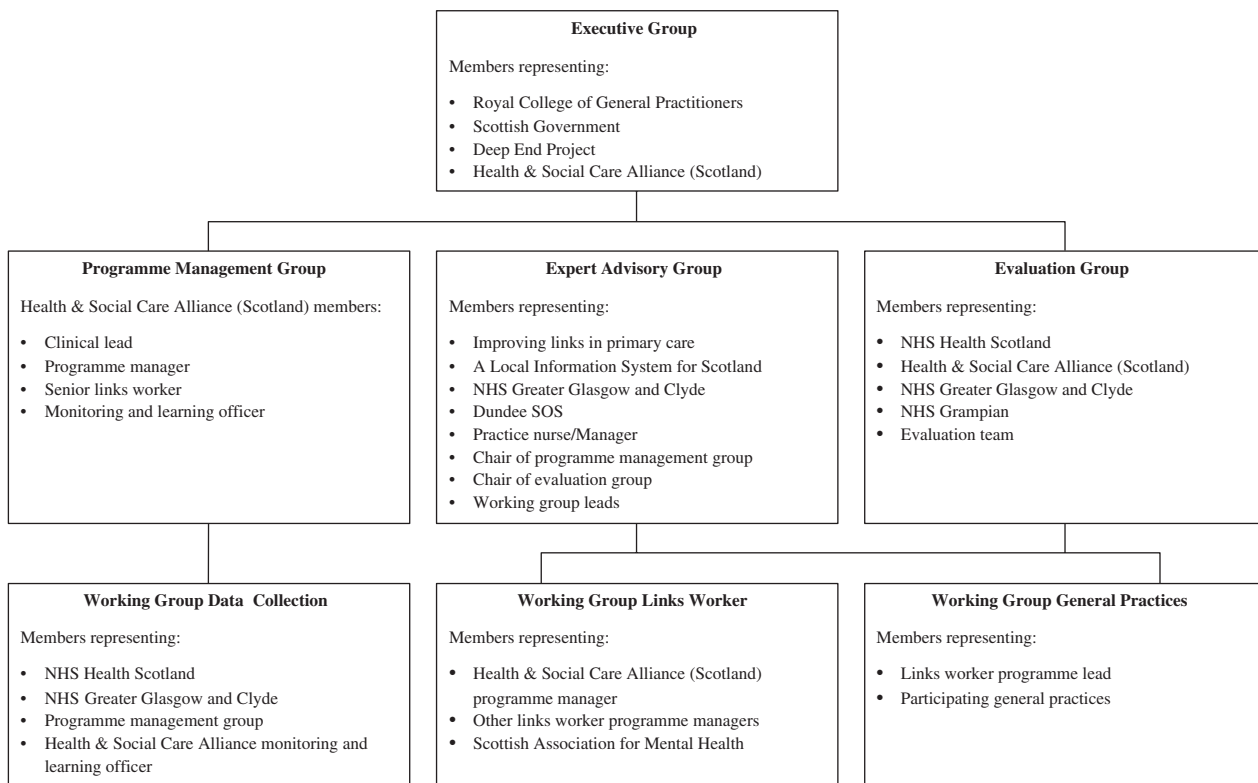 Executive Group
Members representing:
• Royal College of General Practitioners
• Scottish Government
• Deep End Project
• Health & Social Care Alliance (Scotland)
Programme Management Group
Health & Social Care Alliance (Scotland) members:
• Clinical lead
• Programme manager
• Senior links worker
• Monitoring and learning officer
Expert Advisory Group
Members representing:
• Improving links in primary care
• A Local Information System for Scotland
• NHS Greater Glasgow and Clyde
• Dundee SOS
• Practice nurse/Manager
• Chair of programme management group
• Chair of evaluation group
• Working group leads
Evaluation Group
Members representing:
• NHS Health Scotland
• Health & Social Care Alliance (Scotland)
• NHS Greater Glasgow and Clyde
• NHS Grampian
• Evaluation team
Working Group Data Collection
Members representing:
• NHS Health Scotland
• NHS Greater Glasgow and Clyde
• Programme management group
• Health & Social Care Alliance monitoring and
learning officer
Working Group Links Worker
Members representing:
• Health & Social Care Alliance (Scotland)
programme manager
• Other links worker programme managers
• Scottish Association for Mental Health
Working Group General Practices
Members representing:
• Links worker programme lead
• Participating general practices